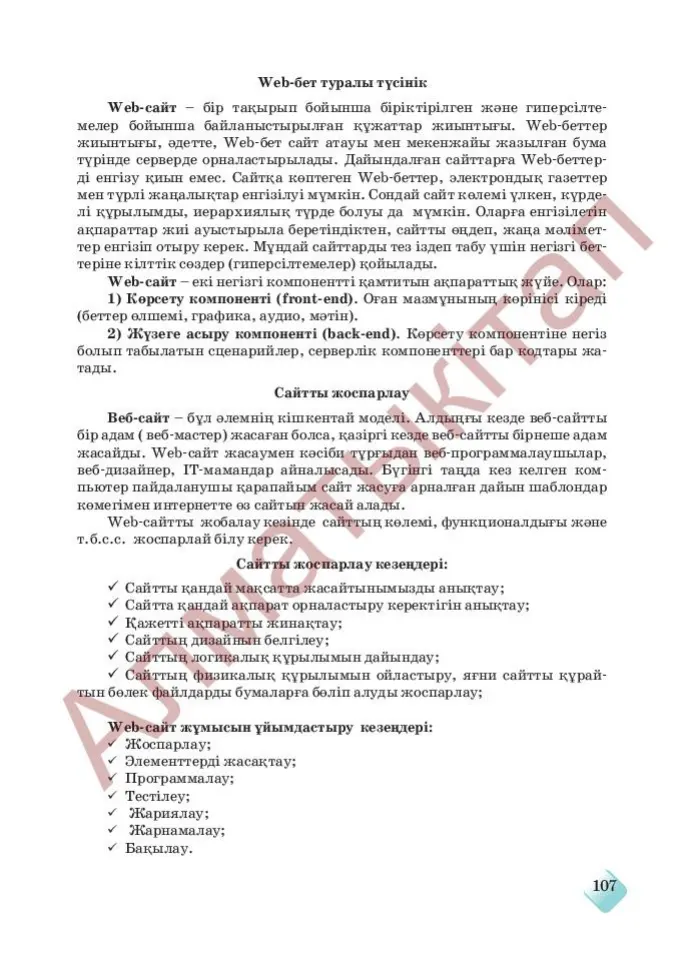 Web-бет туралы түсінік
Web-сайт – бір тақырып бойынша біріктірілген және гиперсілте-
мелер бойынша байланыстырылған құжаттар жиынтығы. Web-беттер
жиынтығы, әдетте, Web-бет сайт атауы мен мекенжайы жазылған бума
түрінде серверде орналастырылады. Дайындалған сайттарға Web-беттер-
ді енгізу қиын емес. Сайтқа көптеген Web-беттер, электрондық газеттер
мен түрлі жаңалықтар енгізілуі мүмкін. Сондай сайт көлемі үлкен, күрде-
лі құрылымды, иерархиялық түрде болуы да мүмкін. Оларға енгізілетін
ақпараттар жиі ауыстырыла беретіндіктен, сайтты өңдеп, жаңа мәлімет-
тер енгізіп отыру керек. Мұндай сайттарды тез іздеп табу үшін негізгі бет-
теріне кілттік сөздер (гиперсілтемелер) қойылады.
Web-сайт – екі негізгі компонентті қамтитын ақпараттық жүйе. Олар:
1) Көрсету компоненті (front-end). Оған мазмұнының көрінісі кіреді
(беттер өлшемі, графика, аудио, мәтін).
2) Жүзеге асыру компоненті (back-end). Көрсету компонентіне негіз
болып табылатын сценарийлер, серверлік компоненттері бар кодтары жа-
тады.
Сайтты жоспарлау
Веб-сайт – бұл әлемнің кішкентай моделі. Алдыңғы кезде веб-сайтты
бір адам ( веб-мастер) жасаған болса, қазіргі кезде веб-сайтты бірнеше адам
жасайды. Web-сайт жасаумен кәсіби тұрғыдан веб-программалаушылар,
веб-дизайнер, IT-мамандар айналысады. Бүгінгі таңда кез келген ком-
пьютер пайдаланушы қарапайым сайт жасуға арналған дайын шаблондар
көмегімен интернетте өз сайтын жасай алады.
Web-сайтты жобалау кезінде сайттың көлемі, функционалдығы және
т.б.с.с. жоспарлай білу керек.
Сайтты жоспарлау кезеңдері:
✓ Сайтты қандай мақсатта жасайтынымызды анықтау;
✓ Сайтта қандай ақпарат орналастыру керектігін анықтау;
✓ Қажетті ақпаратты жинақтау;
✓ Сайттың дизайнын белгілеу;
✓ Сайттың логикалық құрылымын дайындау;
✓ Сайттың физикалық құрылымын ойластыру, яғни сайтты құрай-
тын бөлек файлдарды бумаларға бөліп алуды жоспарлау;
Web-сайт жұмысын ұйымдастыру кезеңдері:
✓ Жоспарлау;
✓ Элементтерді жасақтау;
✓ Программалау;
✓ Тестілеу;
✓ Жариялау;
✓ Жарнамалау;
✓ Бақылау.
107
Алматыкітап